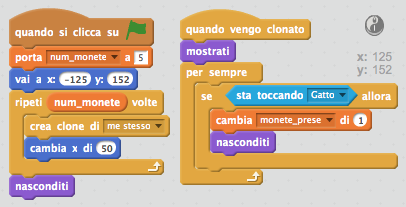 quando si clicca su
porta num_monete a 5
vai a x: -125 y: 152
ripeti num_monete volte
crea clone di me stesso
cambia x di 50
nasconditi
quando vengo clonato
mostrati
per sempre
se sta toccando Gatto allora
cambia monete_prese di 1
nasconditi
x: 125
y: 152